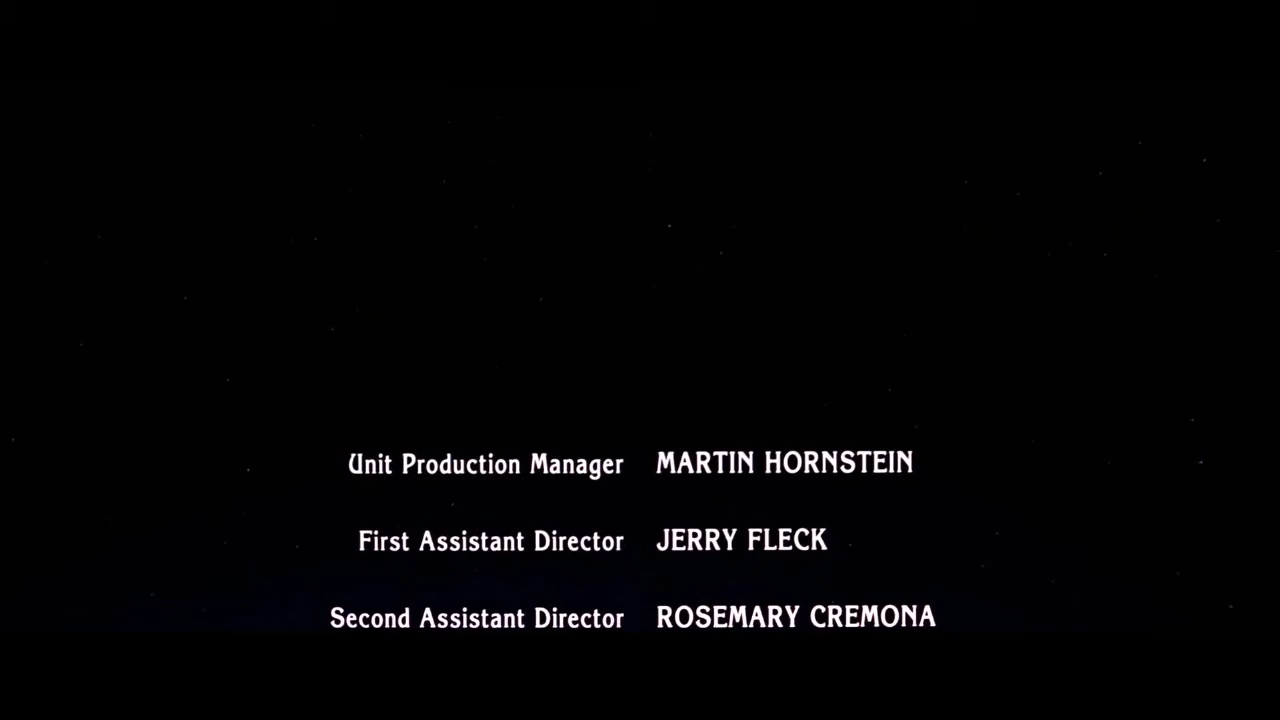 Unit Production Manager MARTIN HORNSTEIN
First Assistant Director JERRY FLECK
Second Assistant Director ROSEMARY CREMONA